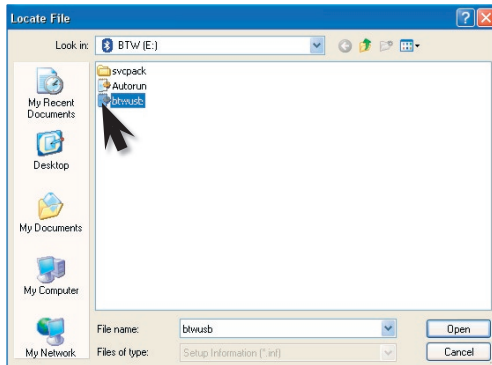 Locate File
Look in:
BTW (E:)
svcpack
Autorun
btwusb
My Recent
Documents
Desktop
My Documents
My Computer
My Network
File name:
btwusb
Open
Files of type:
Setup Information (*.inf)
Cancel